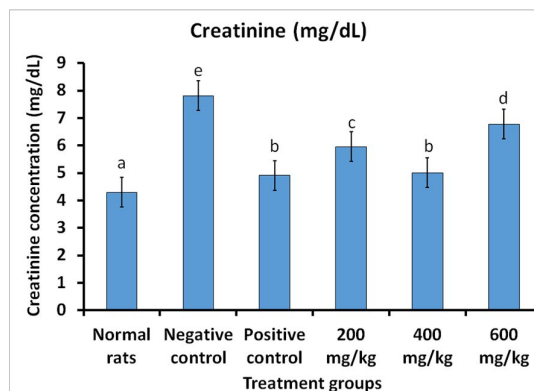 Creatinine (mg/dL)
Creatinine concentration (mg/dL)
9
8
7
6
5
4
3
2
1
0
a
e
b
c
b
d
Normal rats
Negative control
Positive control
200 mg/kg
400 mg/kg
600 mg/kg
Treatment groups